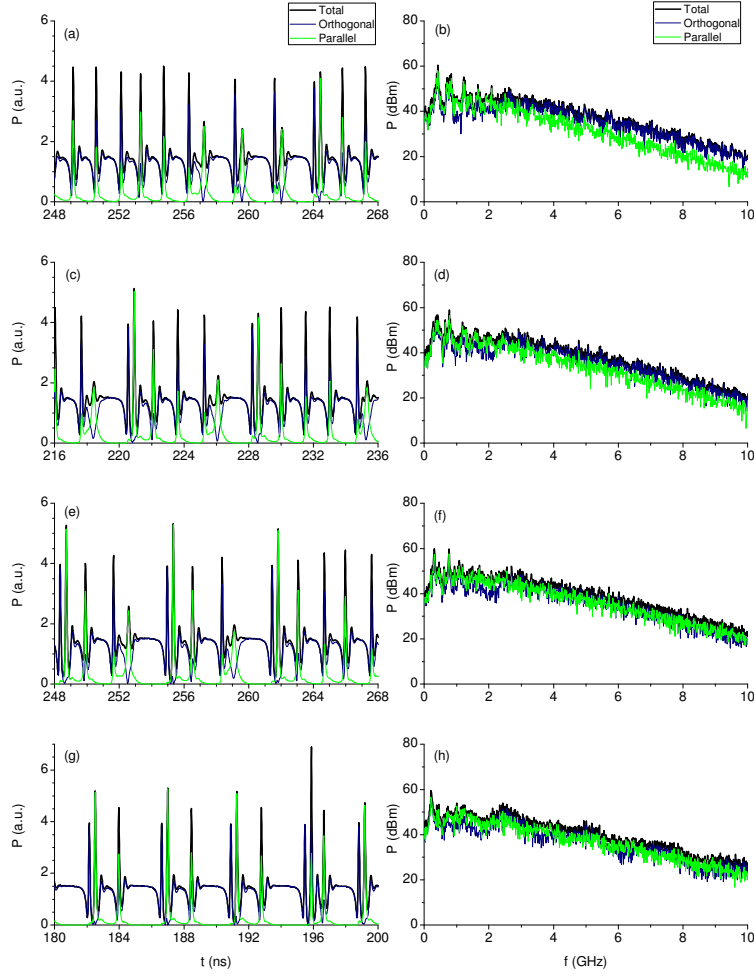 Total
Orthogonal
Parallel
Total
Orthogonal
Parallel
(a)
6
4
2
0
P (a.u.)
248 252 256 260 264 268
(b)
80
60
40
20
0
P (dBm)
0 2 4 6 8 10
(c)
6
4
2
0
P (a.u.)
216 220 224 228 232 236
(d)
80
60
40
20
0
P (dBm)
0 2 4 6 8 10
(e)
6
4
2
0
P (a.u.)
248 252 256 260 264 268
(f)
80
60
40
20
0
P (dBm)
0 2 4 6 8 10
(g)
6
4
2
0
P (a.u.)
180 184 188 192 196 200
t (ns)
(h)
80
60
40
20
0
P (dBm)
0 2 4 6 8 10
f (GHz)